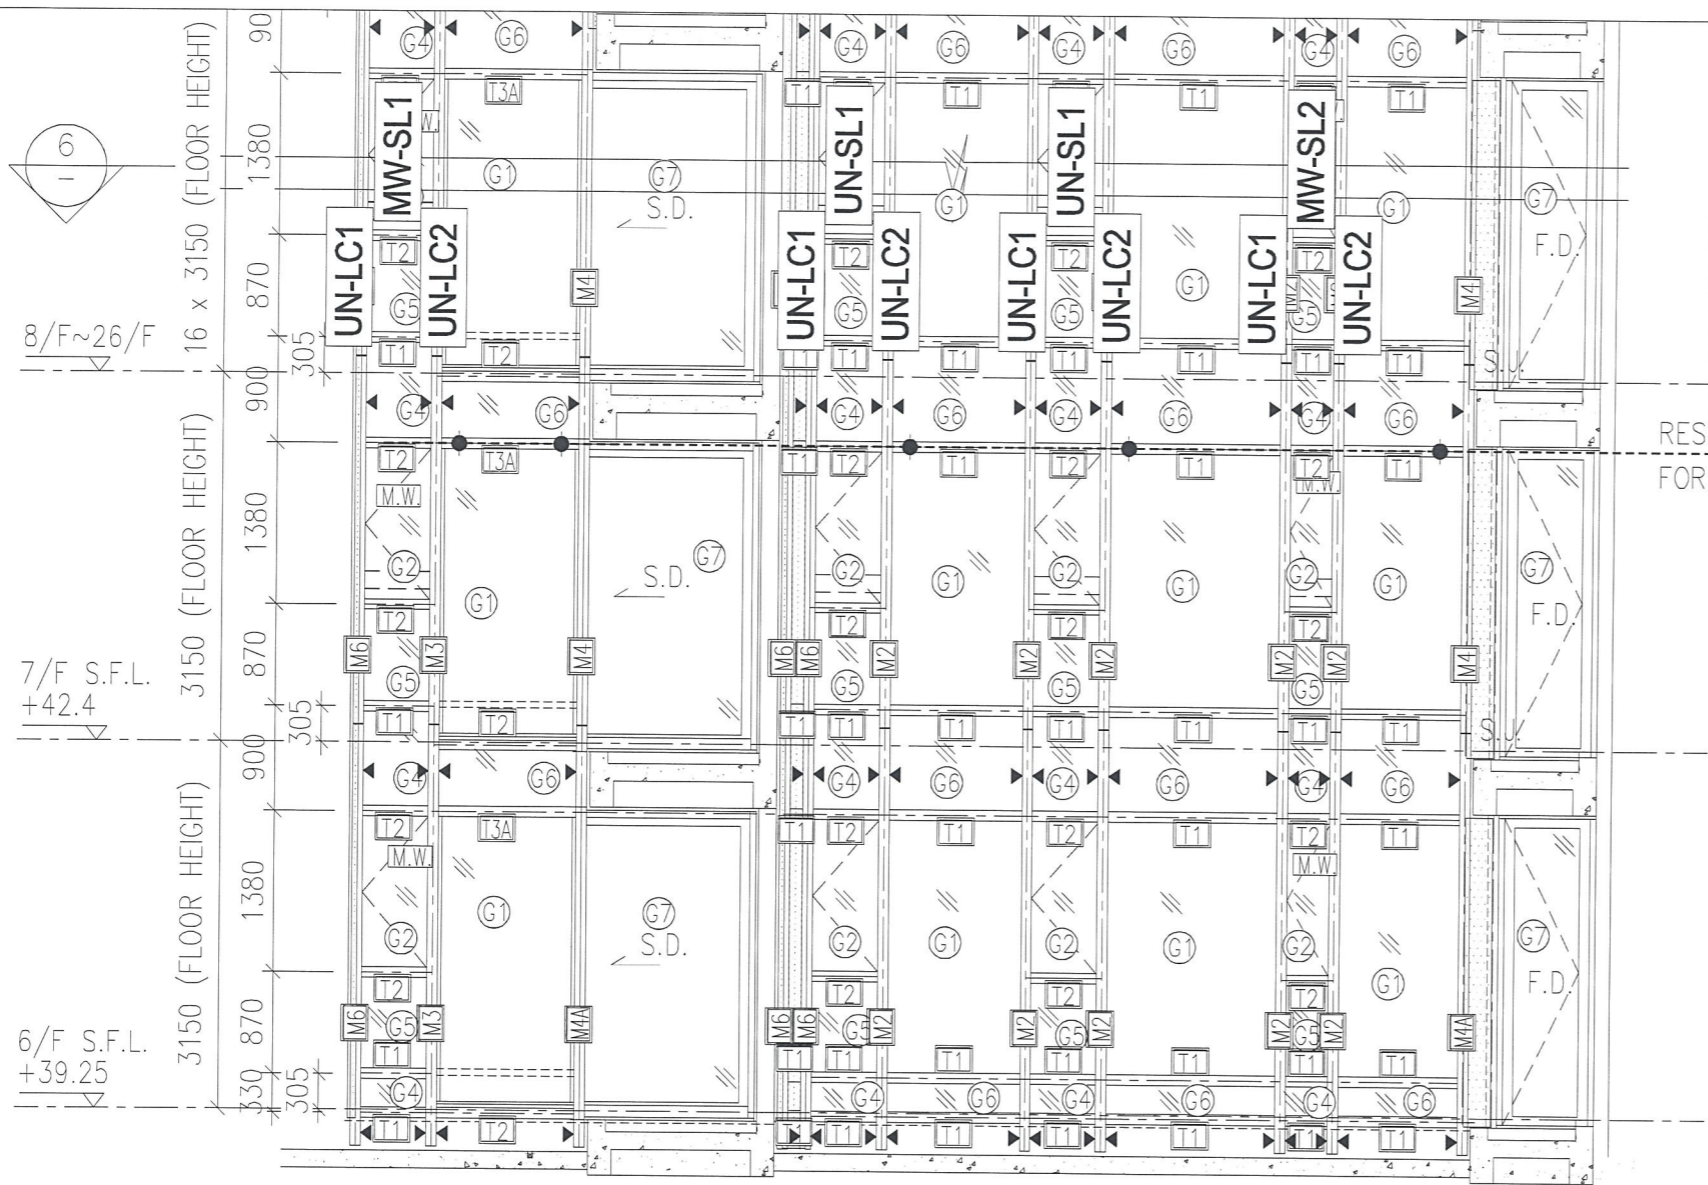 90
G4
G6
G4
G6
G4
G6
G4
G6
T3A
T1
T1
T1
T1
MW-SL1
UN-SL1
UN-SL1
MW-SL2
6
-
16 x 3150 (FLOOR HEIGHT)
1380
G1
G7
S.D.
G1
G1
G7
F.D.
UN-LC1
UN-LC2
UN-LC1
UN-LC2
UN-LC1
UN-LC2
UN-LC1
UN-LC2
870
T2
T2
T2
T2
G5
M4
G5
G5
G1
G5
M4
8/F~26/F
305
T1
T2
T1
T1
T1
T1
T1
T1
S.J.
900
G4
G6
G4
G6
G4
G6
G4
G6
RES
FOR
T2
T3A
T1
T2
T1
T2
T1
T2
T1
M.W.
M.W.
3150 (FLOOR HEIGHT)
1380
G2
G1
S.D.
G7
G2
G1
G2
G1
G2
G1
G7
F.D.
T2
T2
T2
T2
870
M6
M3
M4
M6
M6
M2
M2
M2
M2
M2
M4
7/F S.F.L.
+42.4
G5
G5
G5
G5
305
T1
T2
T1
T1
T1
T1
T1
T1
T1
S.J.
900
G4
G6
G4
G6
G4
G6
G4
G6
T2
T3A
T1
T2
T1
T2
T1
T2
T1
M.W.
M.W.
3150 (FLOOR HEIGHT)
1380
G2
G1
G7
S.D.
G2
G1
G2
G1
G2
G1
G7
F.D.
T2
T2
T2
T2
870
M6
G5
M3
M4A
M6
M6
G5
M2
M2
G5
M2
M2
G5
M2
M4A
6/F S.F.L.
+39.25
T1
T1
T1
T1
T1
T1
T1
330
305
G4
G4
G6
G4
G6
G4
G6
T1
T2
T1
T1
T1
T1
T1
T1
T1